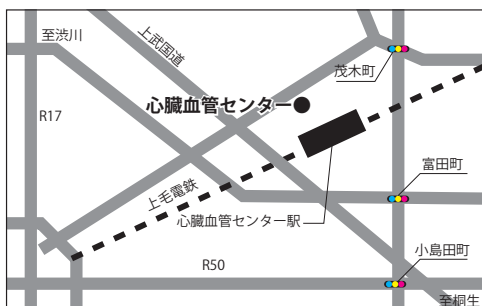 至渋川
上武国道
茂木町
心臓血管センター
R17
富田町
上毛電鉄
心臓血管センター駅
小島田町
R50
至桐生